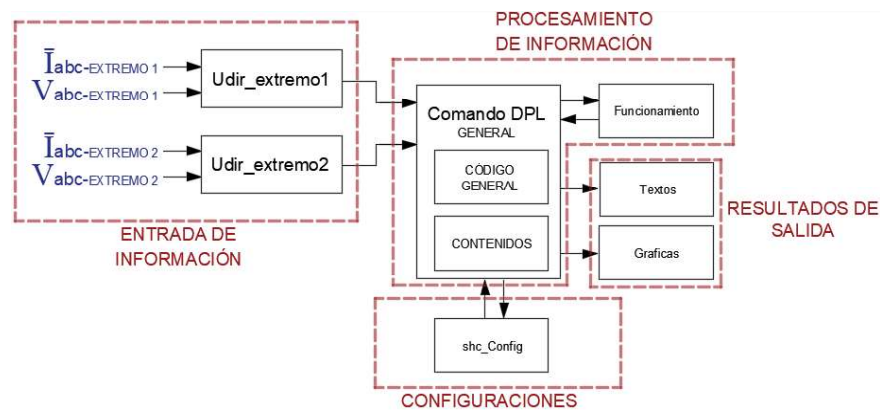 PROCESAMIENTO
DE INFORMACIÓN
Īabc-EXTREMO 1
Vabc-EXTREMO 1
Udir_extremo1
Īabc-EXTREMO 2
Vabc-EXTREMO 2
Udir_extremo2
ENTRADA DE
INFORMACIÓN
Comando DPL
GENERAL
CÓDIGO
GENERAL
CONTENIDOS
Funcionamiento
Textos
Graficas
RESULTADOS DE
SALIDA
shc_Config
CONFIGURACIONES